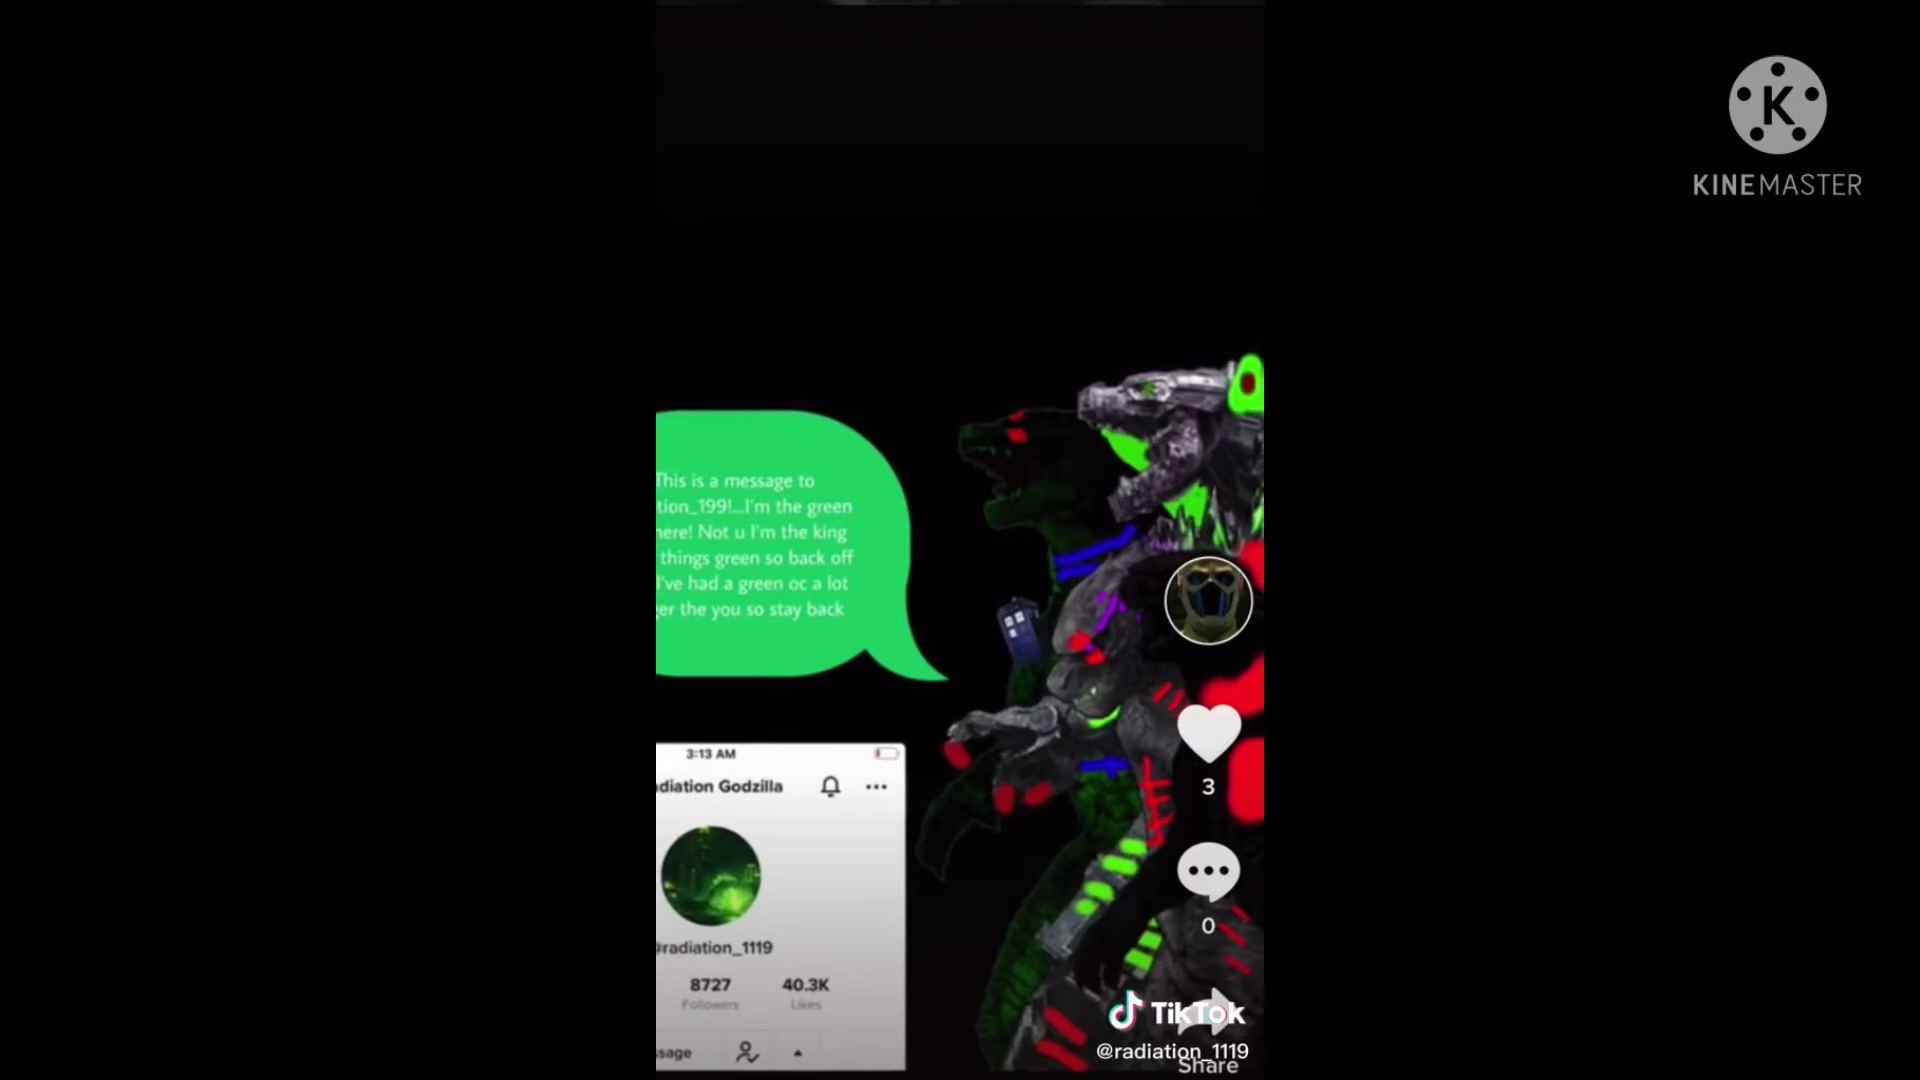 K
KINEMASTER
This is a message to
tion_199!...I'm the green
here! Not u I'm the king
things green so back off
I've had a green oc a lot
er the you so stay back
3:13 AM
diation Godzilla
@radiation_1119
8727
40.3K
Followers
Likes
ssage
3
0
TikTok
@radiation_1119
Share